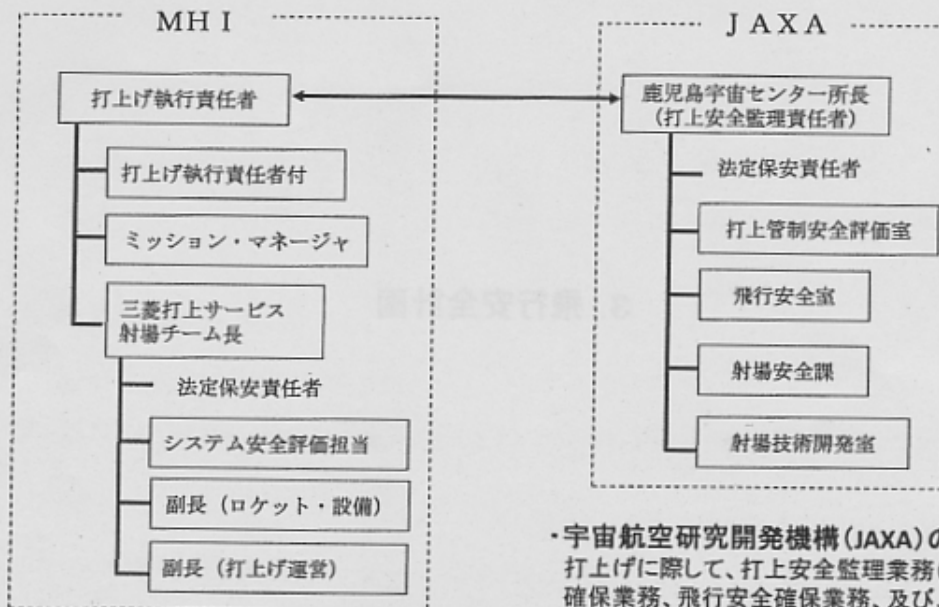 MHI
打上げ執行責任者
打上げ執行責任者付
ミッション・マネージャ
三菱打上サービス
射場チーム長
法定保安責任者
システム安全評価担当
副長（ロケット・設備）
副長（打上げ運営）
JAXA
鹿児島宇宙センター所長
（打上安全監理責任者）
法定保安責任者
打上管制安全評価室
飛行安全室
射場安全課
射場技術開発室
・宇宙航空研究開発機構(JAXA)の
打上げに際して、打上安全監理業務
確保業務、飛行安全確保業務、及び
3. 飛行安全計画